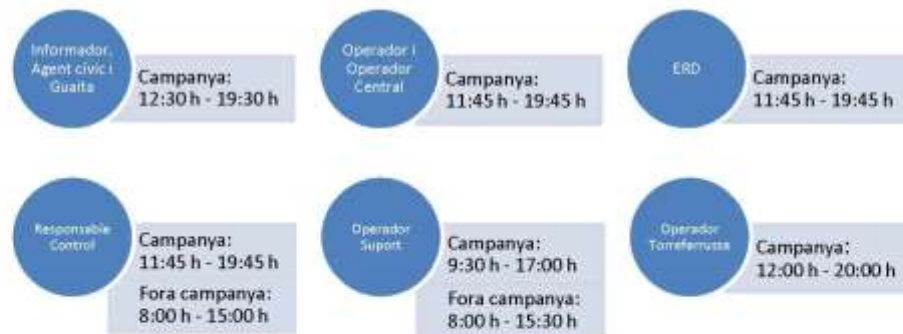 Informador,
Agent cívic i
Guaita
Campanya:
12:30 h - 19:30 h
Operador i
Operador
Central
Campanya:
11:45 h - 19:45 h
ERD
Campanya:
11:45 h - 19:45 h
Responsable
Control
Campanya:
11:45 h - 19:45 h
Fora campanya:
8:00 h - 15:00 h
Operador
Suport
Campanya:
9:30 h - 17:00 h
Fora campanya:
8:00 h - 15:30 h
Operador
Torreferrussa
Campanya:
12:00 h - 20:00 h